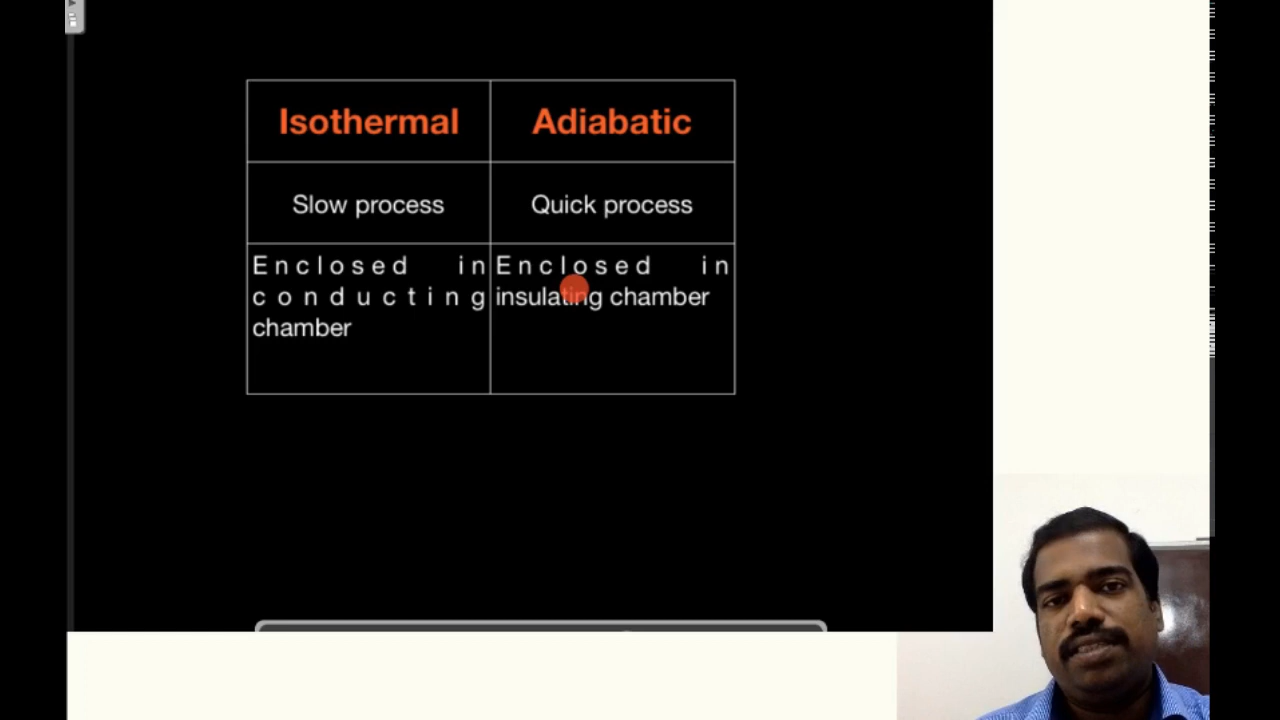 Isothermal
Adiabatic
Slow process
Quick process
Enclosed in
conducting
chamber
Enclosed in
insulating chamber